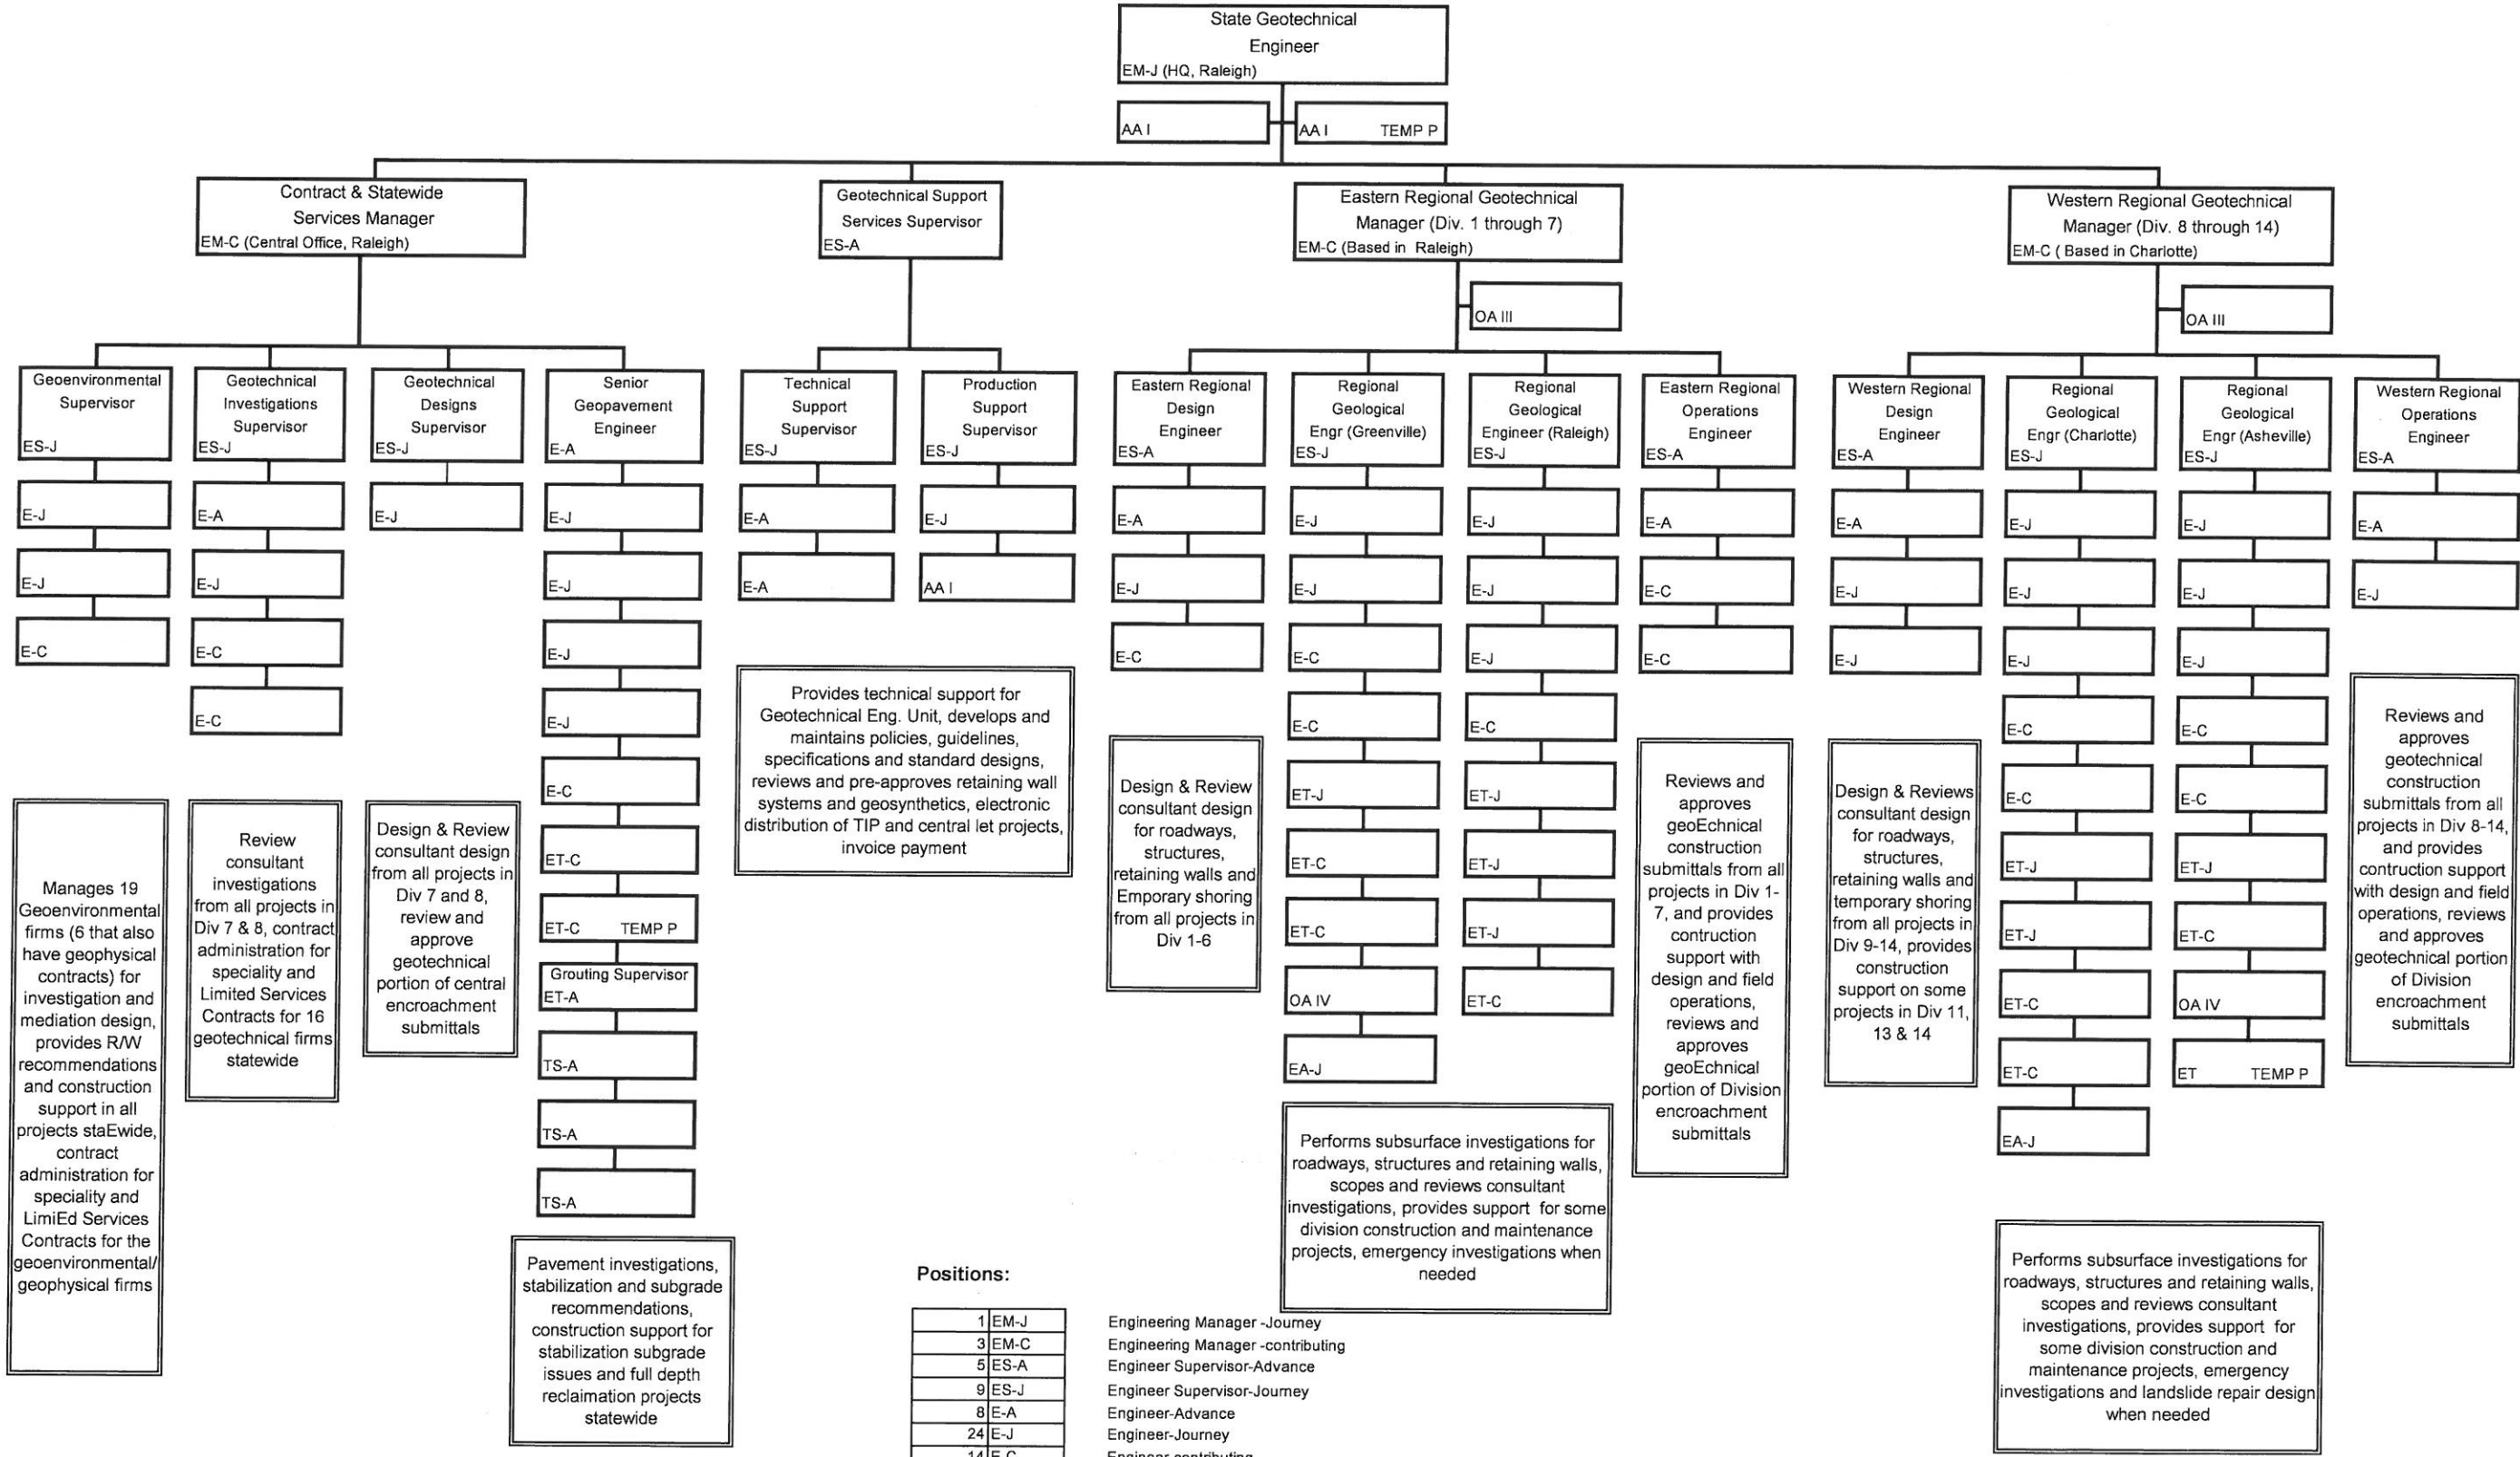 State Geotechnical
Engineer
EM-J (HQ, Raleigh)
AA I
AA I TEMP P
Contract & Statewide
Services Manager
EM-C (Central Office, Raleigh)
Geotechnical Support
Services Supervisor
ES-A
Eastern Regional Geotechnical
Manager (Div. 1 through 7)
EM-C (Based in Raleigh)
OA III
Western Regional Geotechnical
Manager (Div. 8 through 14)
EM-C ( Based in Charlotte)
OA III
Geoenvironmental
Supervisor
ES-J
E-J
E-J
E-C
Manages 19
Geoenvironmental
firms (6 that also
have geophysical
contracts) for
investigation and
mediation design,
provides R/W
recommendations
and construction
support in all
projects staEwide,
contract
administration for
speciality and
LimiEd Services
Contracts for the
geoenvironmental/
geophysical firms
Geotechnical
Investigations
Supervisor
ES-J
E-A
E-J
E-C
E-C
Review
consultant
investigations
from all projects in
Div 7 & 8, contract
administration for
speciality and
Limited Services
Contracts for 16
geotechnical firms
statewide
Geotechnical
Designs
Supervisor
ES-J
E-J
Design & Review
consultant design
from all projects in
Div 7 and 8,
review and
approve
geotechnical
portion of central
encroachment
submittals
Senior
Geopavement
Engineer
E-A
E-J
E-J
E-J
E-J
E-C
ET-C
ET-C TEMP P
Grouting Supervisor
ET-A
TS-A
TS-A
TS-A
Pavement investigations,
stabilization and subgrade
recommendations,
construction support for
stabilization subgrade
issues and full depth
reclaimation projects
statewide
Technical
Support
Supervisor
ES-J
E-A
E-A
Production
Support
Supervisor
ES-J
E-J
AA I
Provides technical support for
Geotechnical Eng. Unit, develops and
maintains policies, guidelines,
specifications and standard designs,
reviews and pre-approves retaining wall
systems and geosynthetics, electronic
distribution of TIP and central let projects,
invoice payment
Eastern Regional
Design
Engineer
ES-A
E-A
E-J
E-C
Design & Review
consultant design
for roadways,
structures,
retaining walls and
Emporary shoring
from all projects in
Div 1-6
Regional
Geological
Engr (Greenville)
ES-J
E-J
E-J
E-C
E-C
ET-J
ET-C
ET-C
OA IV
EA-J
Regional
Geological
Engineer (Raleigh)
ES-J
E-J
E-J
E-J
E-C
ET-J
ET-J
ET-J
ET-C
Performs subsurface investigations for
roadways, structures and retaining walls,
scopes and reviews consultant
investigations, provides support for some
division construction and maintenance
projects, emergency investigations when
needed
Eastern Regional
Operations
Engineer
ES-A
E-A
E-C
E-C
Reviews and
approves
geoEchnical
construction
submittals from all
projects in Div 1-
7, and provides
contruction
support with
design and field
operations,
reviews and
approves
geoEchnical
portion of Division
encroachment
submittals
Western Regional
Design
Engineer
ES-A
E-A
E-J
E-J
Design & Reviews
consultant design
for roadways,
structures,
retaining walls and
temporary shoring
from all projects in
Div 9-14, provides
construction
support on some
projects in Div 11,
13 & 14
Regional
Geological
Engr (Charlotte)
ES-J
E-J
E-J
E-J
E-C
E-C
ET-J
ET-J
ET-C
ET-C
EA-J
Regional
Geological
Engr (Asheville)
ES-J
E-J
E-J
E-J
E-C
E-C
ET-J
ET-C
OA IV
ET TEMP P
Performs subsurface investigations for
roadways, structures and retaining walls,
scopes and reviews consultant
investigations, provides support for
some division construction and
maintenance projects, emergency
investigations and landslide repair design
when needed
Western Regional
Operations
Engineer
ES-A
E-A
E-J
Reviews and
approves
geotechnical
construction
submittals from all
projects in Div 8-14,
and provides
contruction support
with design and field
operations, reviews
and approves
geotechnical portion
of Division
encroachment
submittals
Positions:
1 EM-J Engineering Manager -Journey
3 EM-C Engineering Manager -contributing
5 ES-A Engineer Supervisor-Advance
9 ES-J Engineer Supervisor-Journey
8 E-A Engineer-Advance
24 E-J Engineer-Journey
14 E-C Engineer-contributing